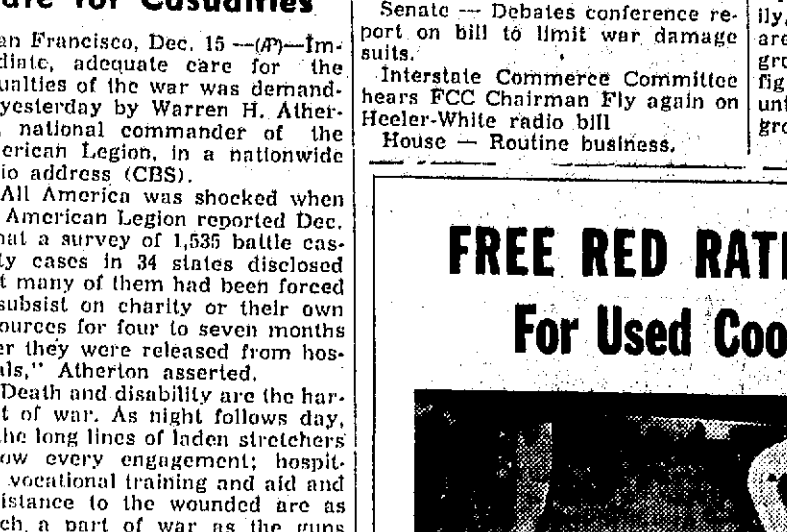 are for Casualties
an Francisco, Dec. 15 —(AP)—Im-
diate, adequate care for the
ualties of the war was demand-
yesterday by Warren H. Ather-
, national commander of the
erican Legion, in a nationwide
io address (CBS).
All America was shocked when
American Legion reported Dec.
hat a survey of 1,535 battle cas-
ty cases in 34 states disclosed
t many of them had been forced
subsist on charity or their own
ources for four to seven months
er they were released from hos-
als," Atherton asserted.
Death and disability are the har-
t of war. As night follows day,
the long lines of laden stretchers
ow every engagement; hospit-
vocational training and aid and
istance to the wounded are as
ch a part of war as the guns
Senate — Debates conference re-
port on bill to limit war damage
suits.
Interstate Commerce Committee
hears FCC Chairman Fly again on
Heeler-White radio bill
House — Routine business.
ily,
are
gro
fig
unt
gro
FREE RED RATI
For Used Coo